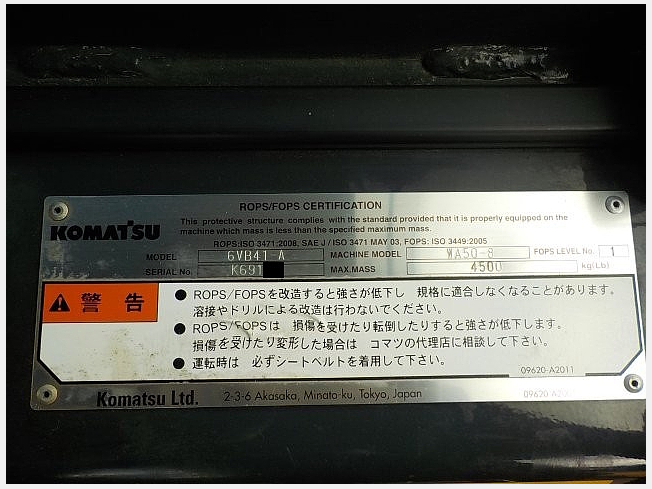 ROPS/FOPS CERTIFICATION
KOMATSU
This protective structure complies with the standard provided that it is properly equipped on the
machine which mass is less than the specified maximum mass.
ROPS:ISO 3471:2008, SAE J / ISO 3471 MAY 03, FOPS: ISO 3449:2005
MODEL 6VB41-A MACHINE MODEL WA50-8 FOPS LEVEL No. 1
SERIAL No. K691 MAX.MASS 4500 kg(Lb)
警告
● ROPS/FOPSを改造すると強さが低下し 規格に適合しなくなることがあります。
溶接やドリルによる改造は行わないでください。
● ROPS/FOPSは 損傷を受けたり転倒したりすると強さが低下します。
損傷を受けたり変形した場合は コマツの代理店に相談して下さい。
● 運転時は 必ずシートベルトを着用して下さい。
09620-A2011
Komatsu Ltd. 2-3-6 Akasaka, Minato-ku, Tokyo, Japan